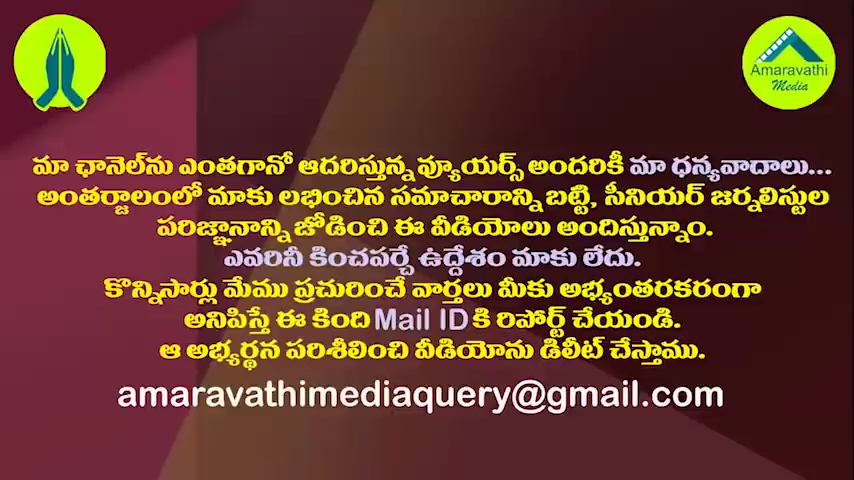 Amaravathi
Media
మా ఛానెల్‌ను ఎంతగానో ఆదరిస్తున్న వ్యూయర్స్ అందరికీ మా ధన్యవాదాలు...
అంతర్జాలంలో మాకు లభించిన సమాచారాన్ని బట్టి, సీనియర్ జర్నలిస్టుల
పరిజ్ఞానాన్ని జోడించి ఈ వీడియోలు అందిస్తున్నాం.
ఎవరినీ కించపర్చే ఉద్దేశం మాకు లేదు.
కొన్నిసార్లు మేము ప్రచురించే వార్తలు మీకు అభ్యంతరకరంగా
అనిపిస్తే ఈ కింది Mail ID కి రిపోర్ట్ చేయండి.
ఆ అభ్యర్థన పరిశీలించి వీడియోను డిలీట్ చేస్తాము.
amaravathimediaquery@gmail.com